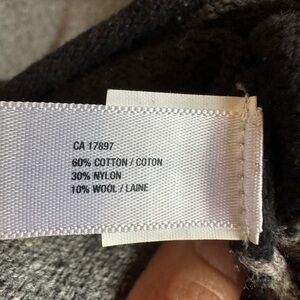 CA 17897
60% COTTON / COTON
30% NYLON
10% WOOL / LAINE